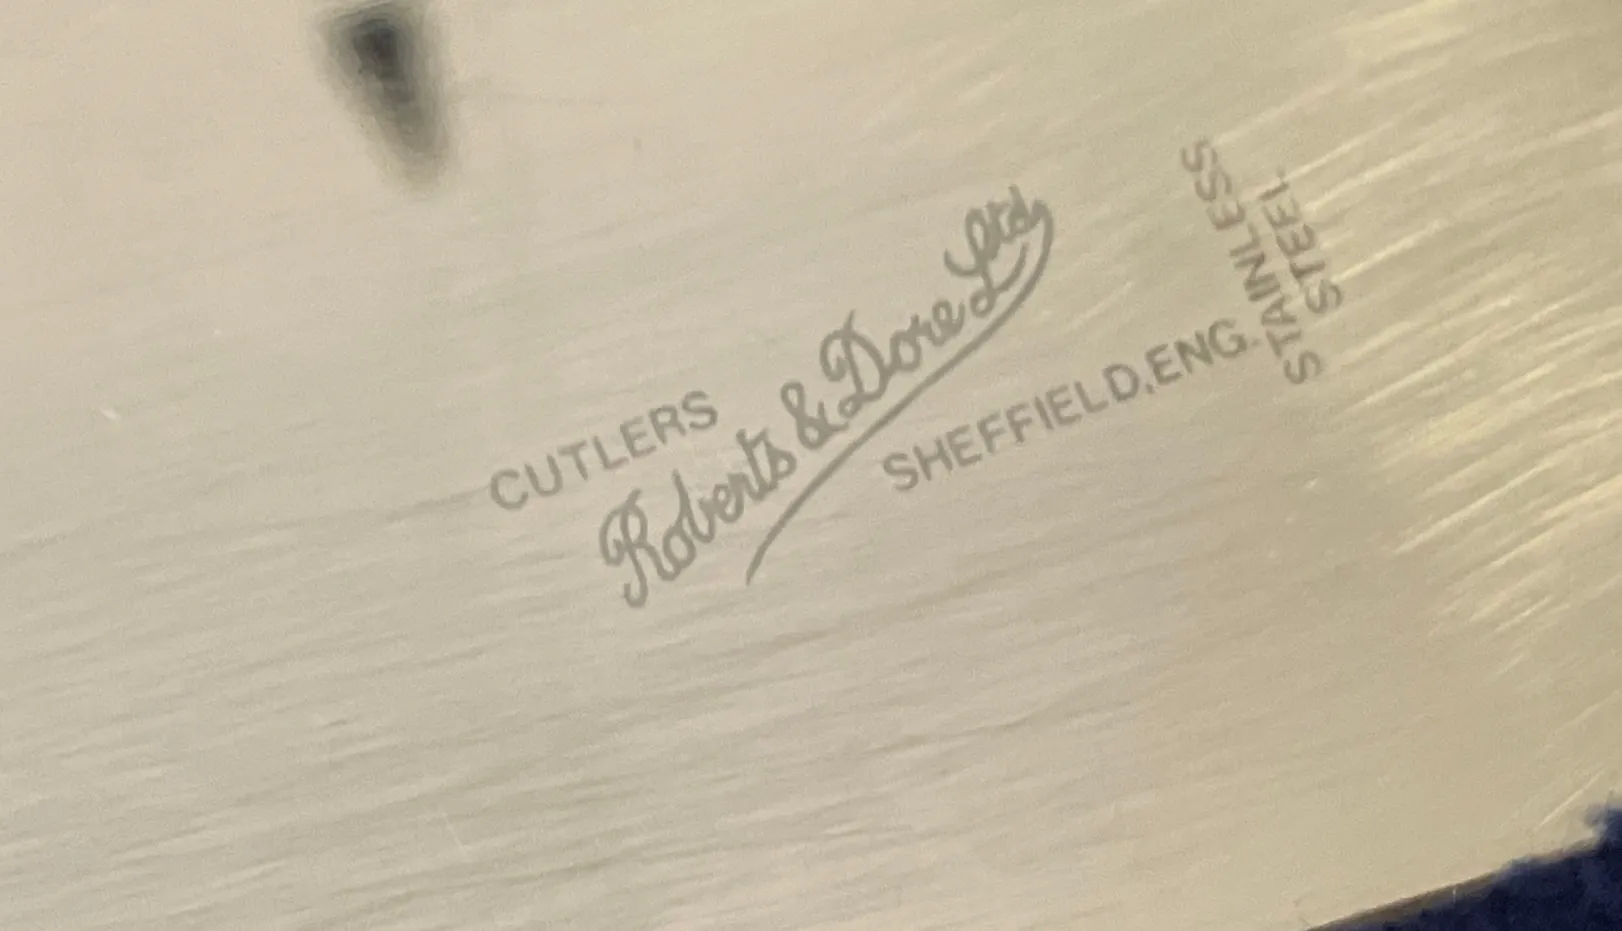 CUTLERS
Roberts & Dore Ltd.
SHEFFIELD, ENG.
STAINLESS
STEEL